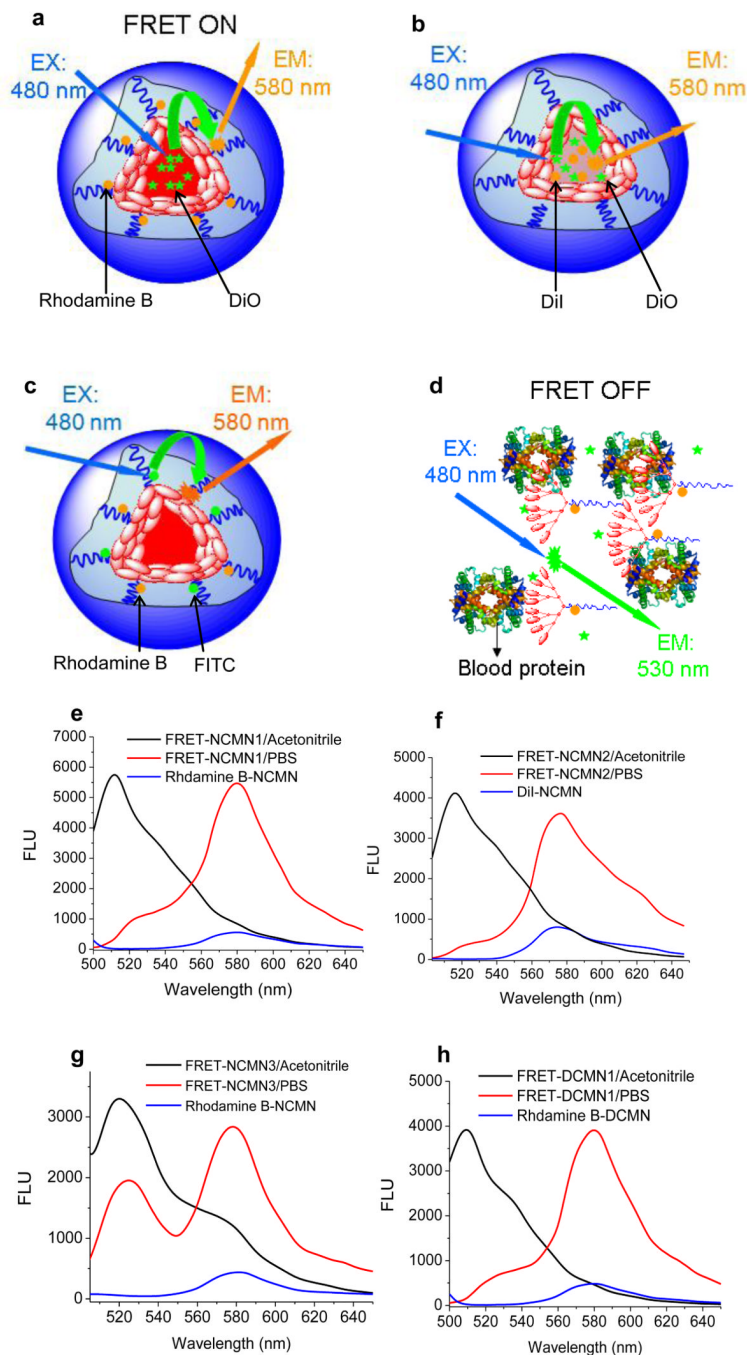 a
FRET ON
EX:
480 nm
EM:
580 nm
Rhodamine B
DiO
b
EX:
480 nm
EM:
580 nm
DiI
DiO
c
EX:
480 nm
EM:
580 nm
Rhodamine B
FITC
d
FRET OFF
EX:
480 nm
Blood protein
EM:
530 nm
e
7000
6000
5000
4000
3000
2000
1000
0
FLU
FRET-NCMN1/Acetonitrile
FRET-NCMN1/PBS
Rhdamine B-NCMN
500 520 540 560 580 600 620 640
Wavelength (nm)
f
5000
4000
3000
2000
1000
0
FLU
FRET-NCMN2/Acetonitrile
FRET-NCMN2/PBS
DiI-NCMN
520 540 560 580 600 620 640
Wavelength (nm)
g
3000
2000
1000
0
FLU
FRET-NCMN3/Acetonitrile
FRET-NCMN3/PBS
Rhodamine B-NCMN
520 540 560 580 600 620 640
Wavelength (nm)
h
5000
4000
3000
2000
1000
0
FLU
FRET-DCMN1/Acetonitrile
FRET-DCMN1/PBS
Rhdamine B-DCMN
500 520 540 560 580 600 620 640
Wavelength (nm)